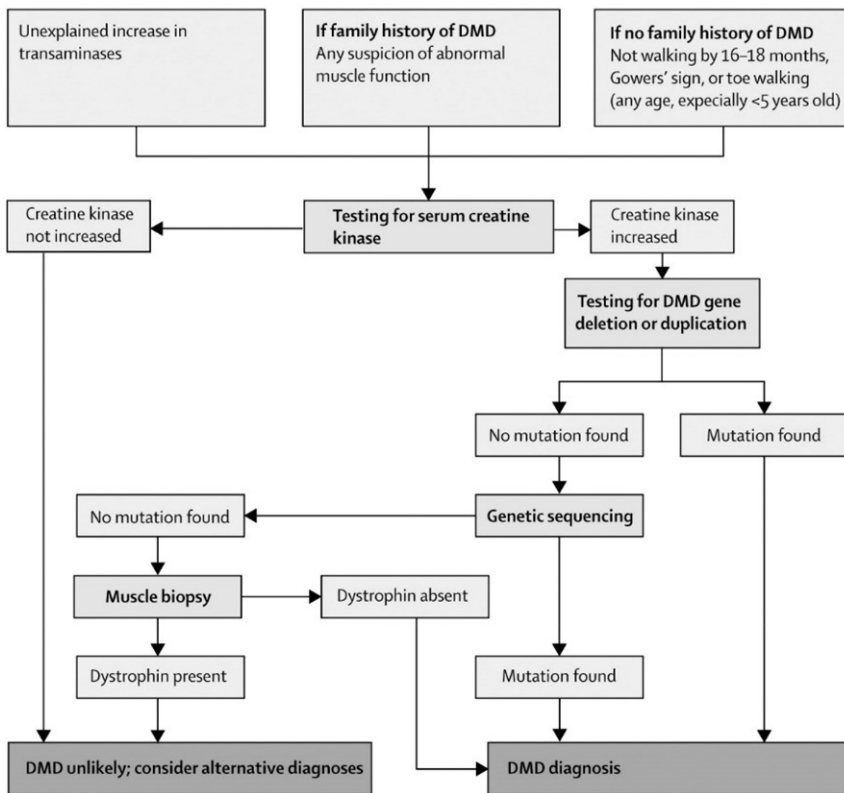 Unexplained increase in
transaminases
If family history of DMD
Any suspicion of abnormal
muscle function
If no family history of DMD
Not walking by 16–18 months,
Gowers’ sign, or toe walking
(any age, expecially <5 years old)
Creatine kinase
not increased
Testing for serum creatine
kinase
Creatine kinase
increased
Testing for DMD gene
deletion or duplication
No mutation found
Mutation found
No mutation found
Genetic sequencing
Muscle biopsy
Dystrophin absent
Dystrophin present
Mutation found
DMD unlikely; consider alternative diagnoses
DMD diagnosis